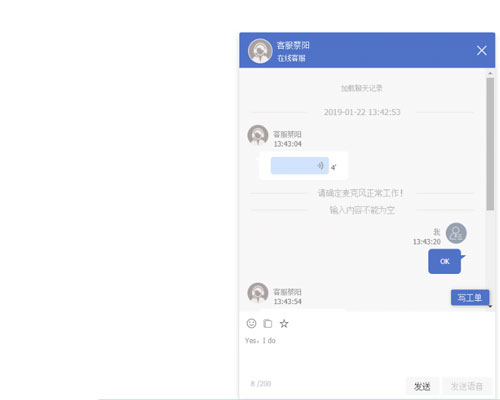 客服蔡阳
在线客服
加载聊天记录
2019-01-22 13:42:53
客服蔡阳
13:43:04
4'
请确定麦克风正常工作!
输入内容不能为空
我
13:43:20
OK
客服蔡阳
13:43:54
写工单
Yes，I do
8 /200
发送
发送语音